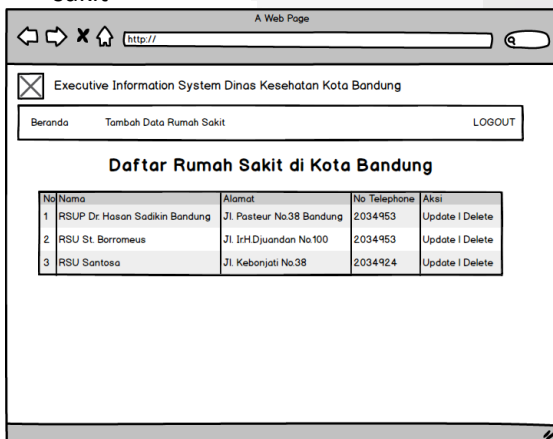 sakit
A Web Page
http://
Executive Information System Dinas Kesehatan Kota Bandung
Beranda Tambah Data Rumah Sakit LOGOUT
Daftar Rumah Sakit di Kota Bandung
No Nama Alamat No Telephone Aksi
1 RSUP Dr. Hasan Sadikin Bandung Jl. Pasteur No.38 Bandung 2034953 Update | Delete
2 RSU St. Borromeus Jl. IrH.Djuandan No.100 2034953 Update | Delete
3 RSU Santosa Jl. Kebonjati No.38 2034924 Update | Delete